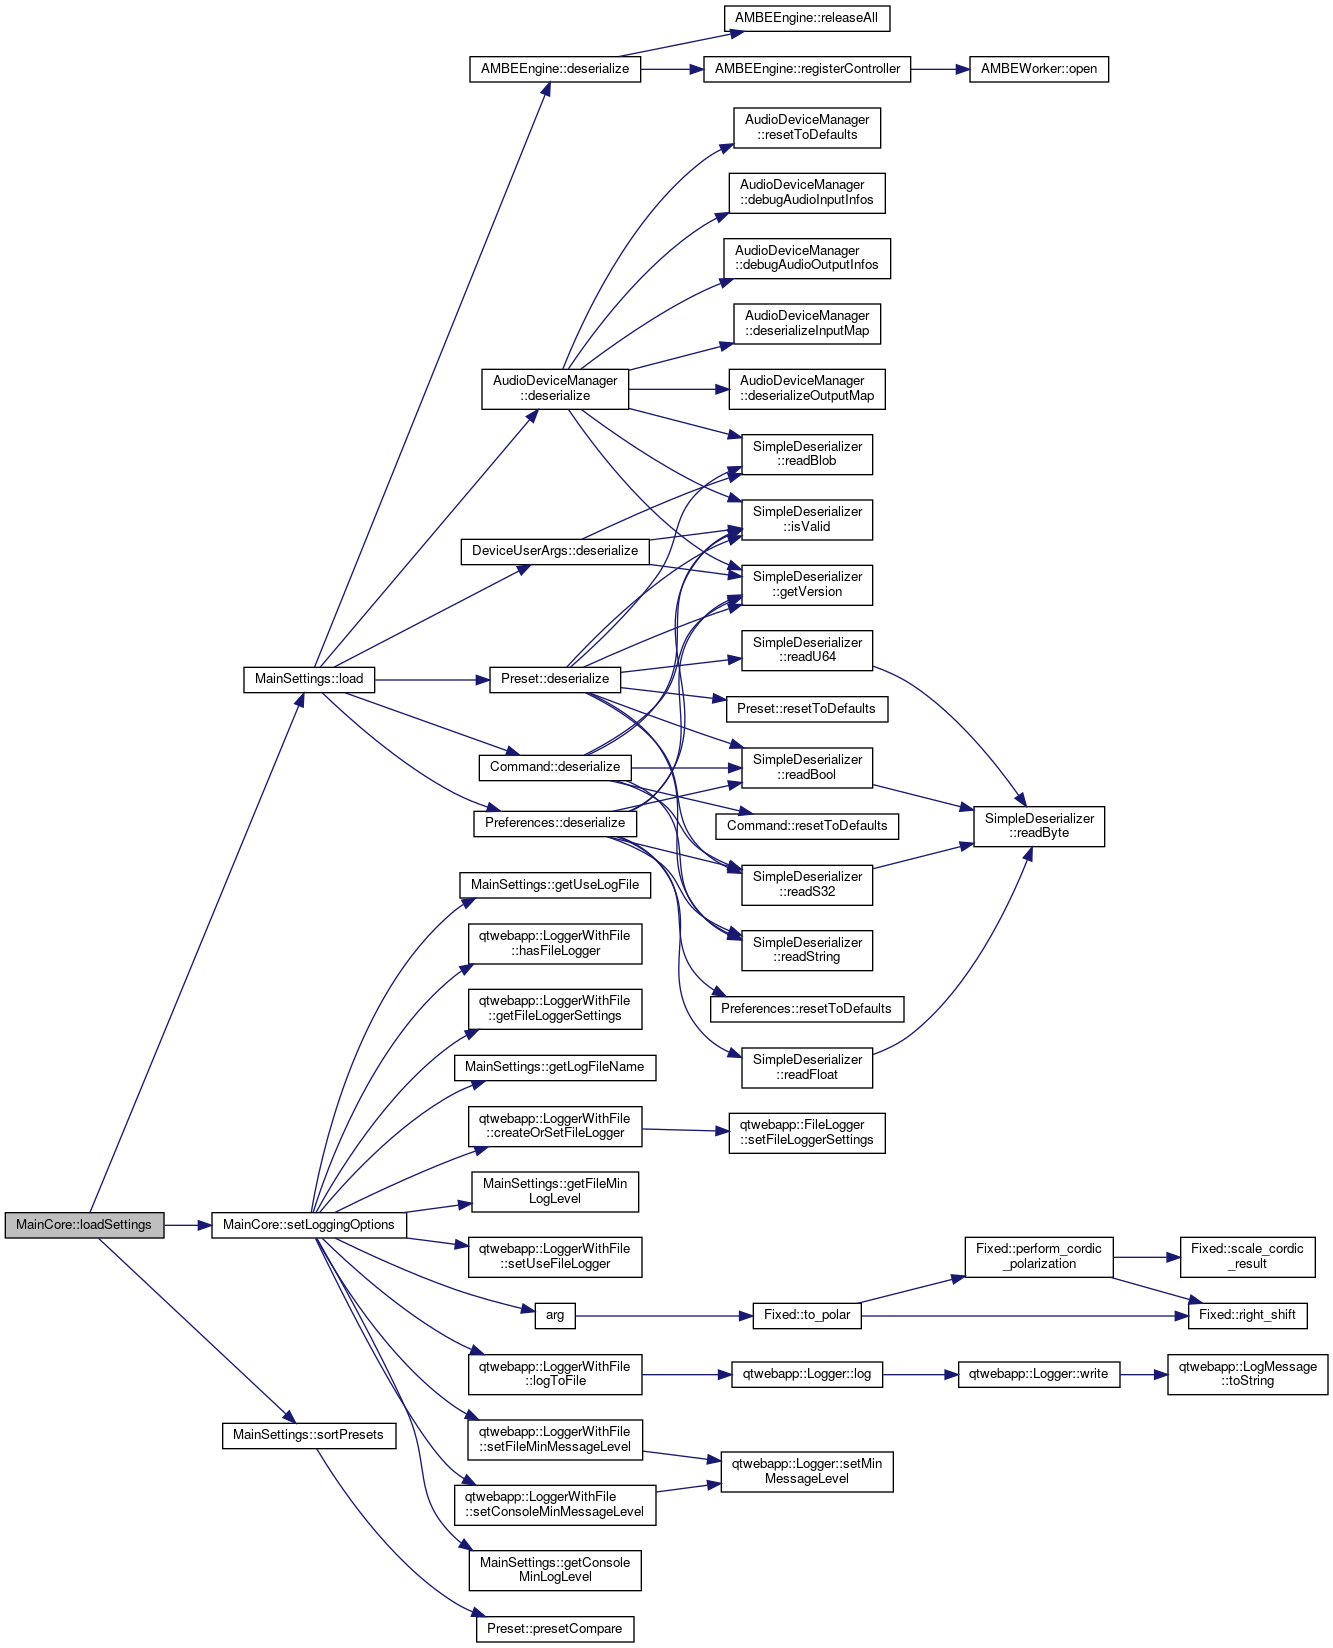 AMBEEngine::releaseAll
AMBEEngine::deserialize
AMBEEngine::registerController
AMBEWorker::open
AudioDeviceManager
::resetToDefaults
AudioDeviceManager
::debugAudioInputInfos
AudioDeviceManager
::debugAudioOutputInfos
AudioDeviceManager
::deserializeInputMap
AudioDeviceManager
::deserialize
AudioDeviceManager
::deserializeOutputMap
SimpleDeserializer
::readBlob
SimpleDeserializer
::isValid
DeviceUserArgs::deserialize
SimpleDeserializer
::getVersion
SimpleDeserializer
::readU64
MainSettings::load
Preset::deserialize
Preset::resetToDefaults
Command::deserialize
SimpleDeserializer
::readBool
Preferences::deserialize
Command::resetToDefaults
SimpleDeserializer
::readByte
MainSettings::getUseLogFile
SimpleDeserializer
::readS32
qtwebapp::LoggerWithFile
::hasFileLogger
SimpleDeserializer
::readString
qtwebapp::LoggerWithFile
::getFileLoggerSettings
Preferences::resetToDefaults
MainSettings::getLogFileName
SimpleDeserializer
::readFloat
qtwebapp::LoggerWithFile
::createOrSetFileLogger
qtwebapp::FileLogger
::setFileLoggerSettings
MainSettings::getFileMin
LogLevel
MainCore::loadSettings
MainCore::setLoggingOptions
qtwebapp::LoggerWithFile
::setUseFileLogger
Fixed::perform_cordic
_polarization
Fixed::scale_cordic
_result
arg
Fixed::to_polar
Fixed::right_shift
qtwebapp::LoggerWithFile
::logToFile
qtwebapp::Logger::log
qtwebapp::Logger::write
qtwebapp::LogMessage
::toString
MainSettings::sortPresets
qtwebapp::LoggerWithFile
::setFileMinMessageLevel
qtwebapp::Logger::setMin
MessageLevel
qtwebapp::LoggerWithFile
::setConsoleMinMessageLevel
MainSettings::getConsole
MinLogLevel
Preset::presetCompare